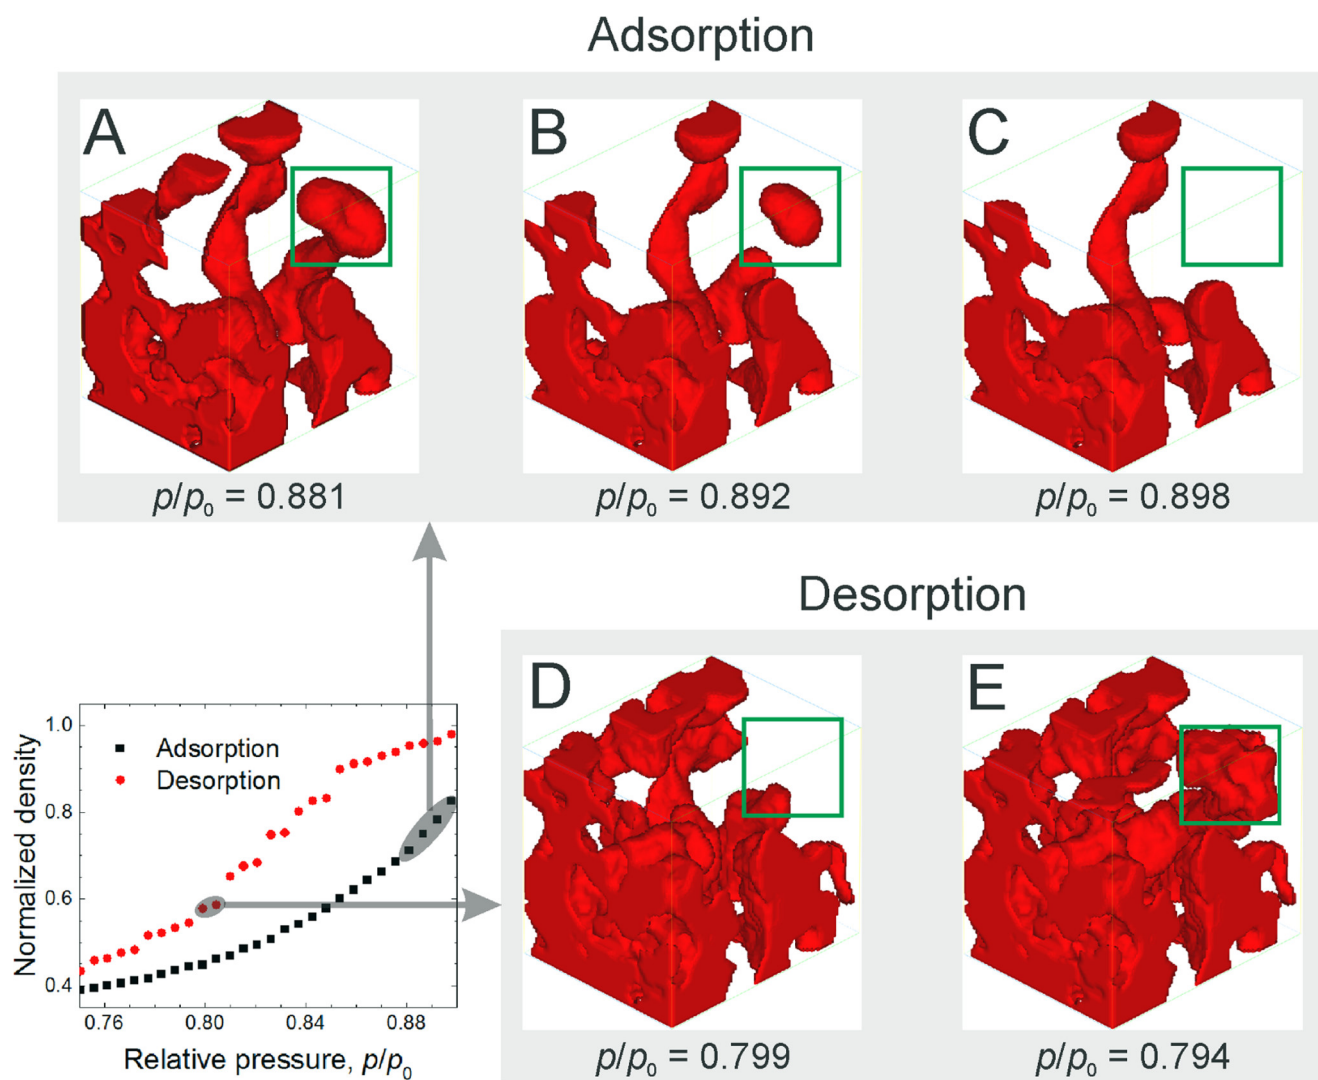 Adsorption
A
B
C
p/p0 = 0.881
p/p0 = 0.892
p/p0 = 0.898
Desorption
D
E
p/p0 = 0.799
p/p0 = 0.794
Normalized density
1.0
0.8
0.6
0.4
Adsorption
Desorption
0.76
0.80
0.84
0.88
Relative pressure, p/p0